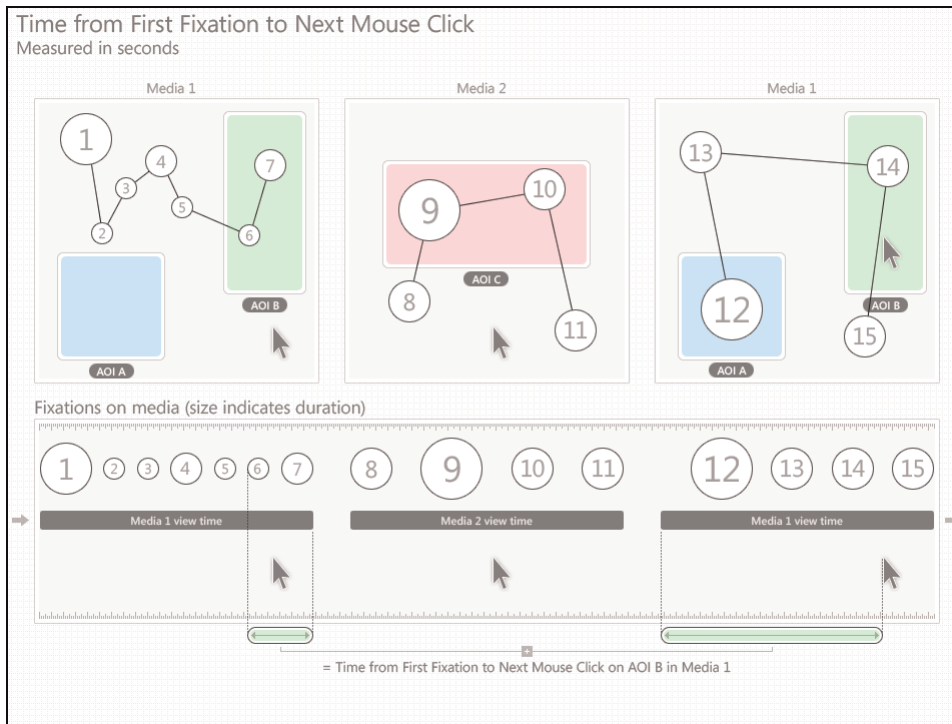 Time from First Fixation to Next Mouse Click
Measured in seconds
Media 1
Media 2
Media 1
1
2
3
4
5
6
7
AOI B
AOI A
8
9
10
11
AOI C
12
13
14
15
AOI B
AOI A
Fixations on media (size indicates duration)
1 2 3 4 5 6 7 8 9 10 11 12 13 14 15
Media 1 view time
Media 2 view time
Media 1 view time
+
= Time from First Fixation to Next Mouse Click on AOI B in Media 1